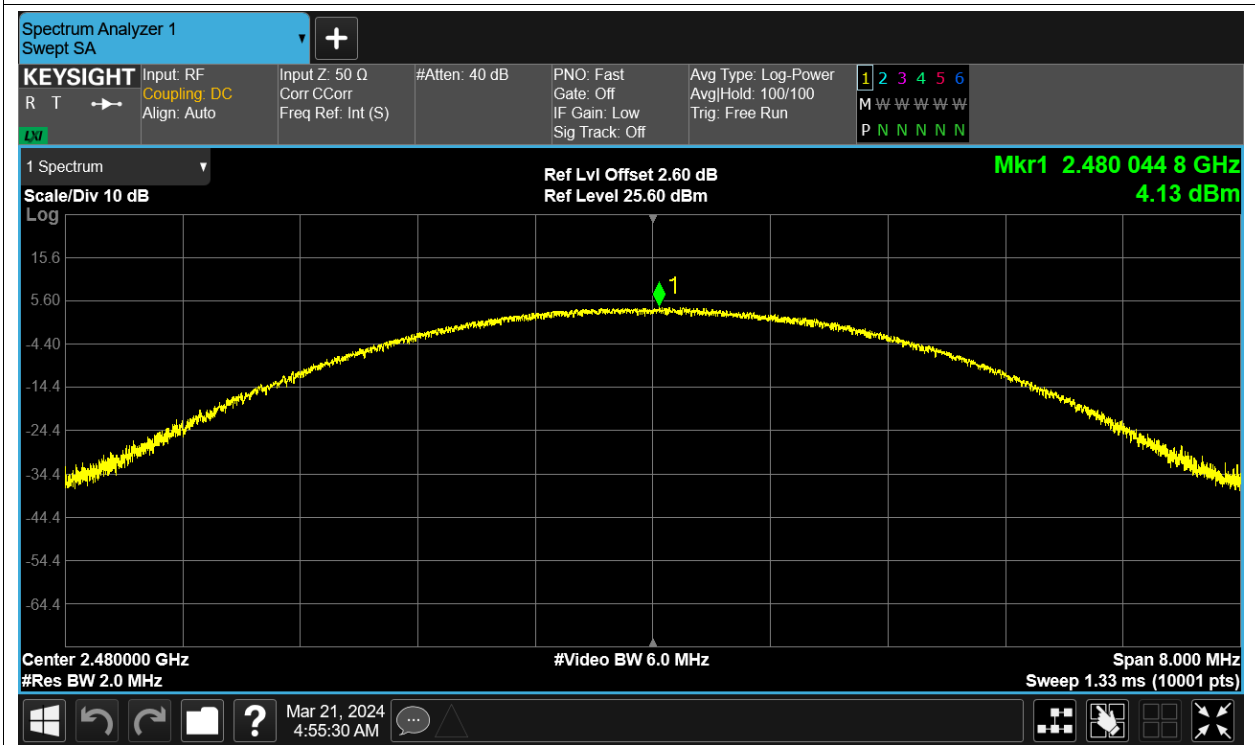 Spectrum Analyzer 1
Swept SA
KEYSIGHT
R T
LXI
Input: RF
Coupling: DC
Align: Auto
Input Z: 50 Ω
Corr CCorr
Freq Ref: Int (S)
#Atten: 40 dB
PNO: Fast
Gate: Off
IF Gain: Low
Sig Track: Off
Avg Type: Log-Power
Avg|Hold: 100/100
Trig: Free Run
1 2 3 4 5 6
M W W W W W
P N N N N N
1 Spectrum
Scale/Div 10 dB
Log
Ref Lvl Offset 2.60 dB
Ref Level 25.60 dBm
Mkr1 2.480 044 8 GHz
4.13 dBm
15.6
5.60
-4.40
-14.4
-24.4
-34.4
-44.4
-54.4
-64.4
1
Center 2.480000 GHz
#Res BW 2.0 MHz
#Video BW 6.0 MHz
Span 8.000 MHz
Sweep 1.33 ms (10001 pts)
?
Mar 21, 2024
4:55:30 AM